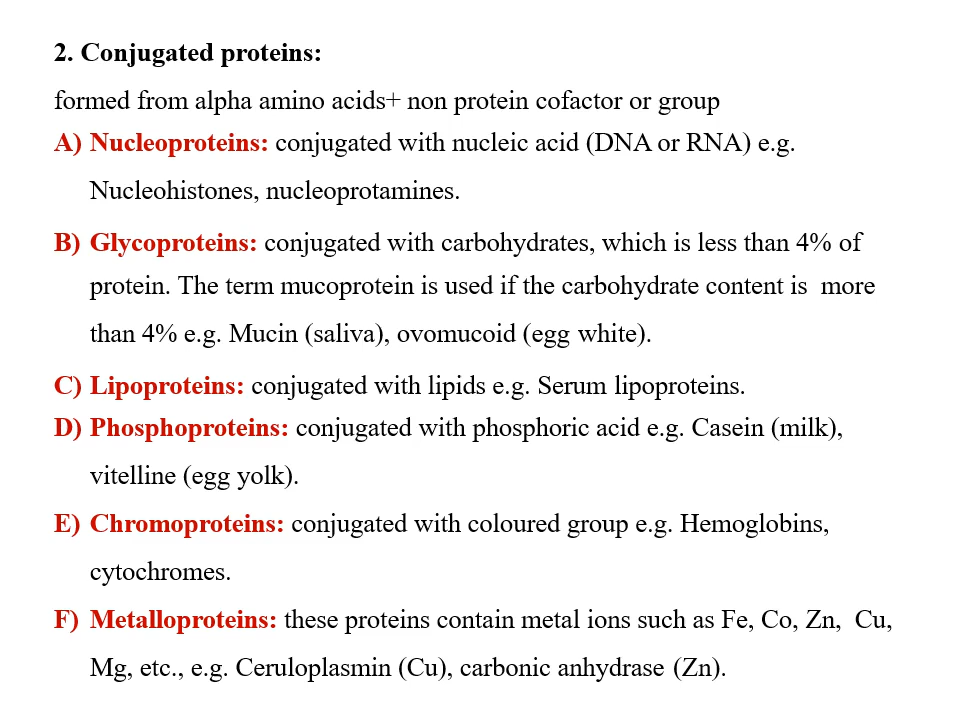 2. Conjugated proteins:
formed from alpha amino acids+ non protein cofactor or group
A) Nucleoproteins: conjugated with nucleic acid (DNA or RNA) e.g.
Nucleohistones, nucleoprotamines.
B) Glycoproteins: conjugated with carbohydrates, which is less than 4% of
protein. The term mucoprotein is used if the carbohydrate content is  more
than 4% e.g. Mucin (saliva), ovomucoid (egg white).
C) Lipoproteins: conjugated with lipids e.g. Serum lipoproteins.
D) Phosphoproteins: conjugated with phosphoric acid e.g. Casein (milk),
vitelline (egg yolk).
E) Chromoproteins: conjugated with coloured group e.g. Hemoglobins,
cytochromes.
F) Metalloproteins: these proteins contain metal ions such as Fe, Co, Zn,  Cu,
Mg, etc., e.g. Ceruloplasmin (Cu), carbonic anhydrase (Zn).